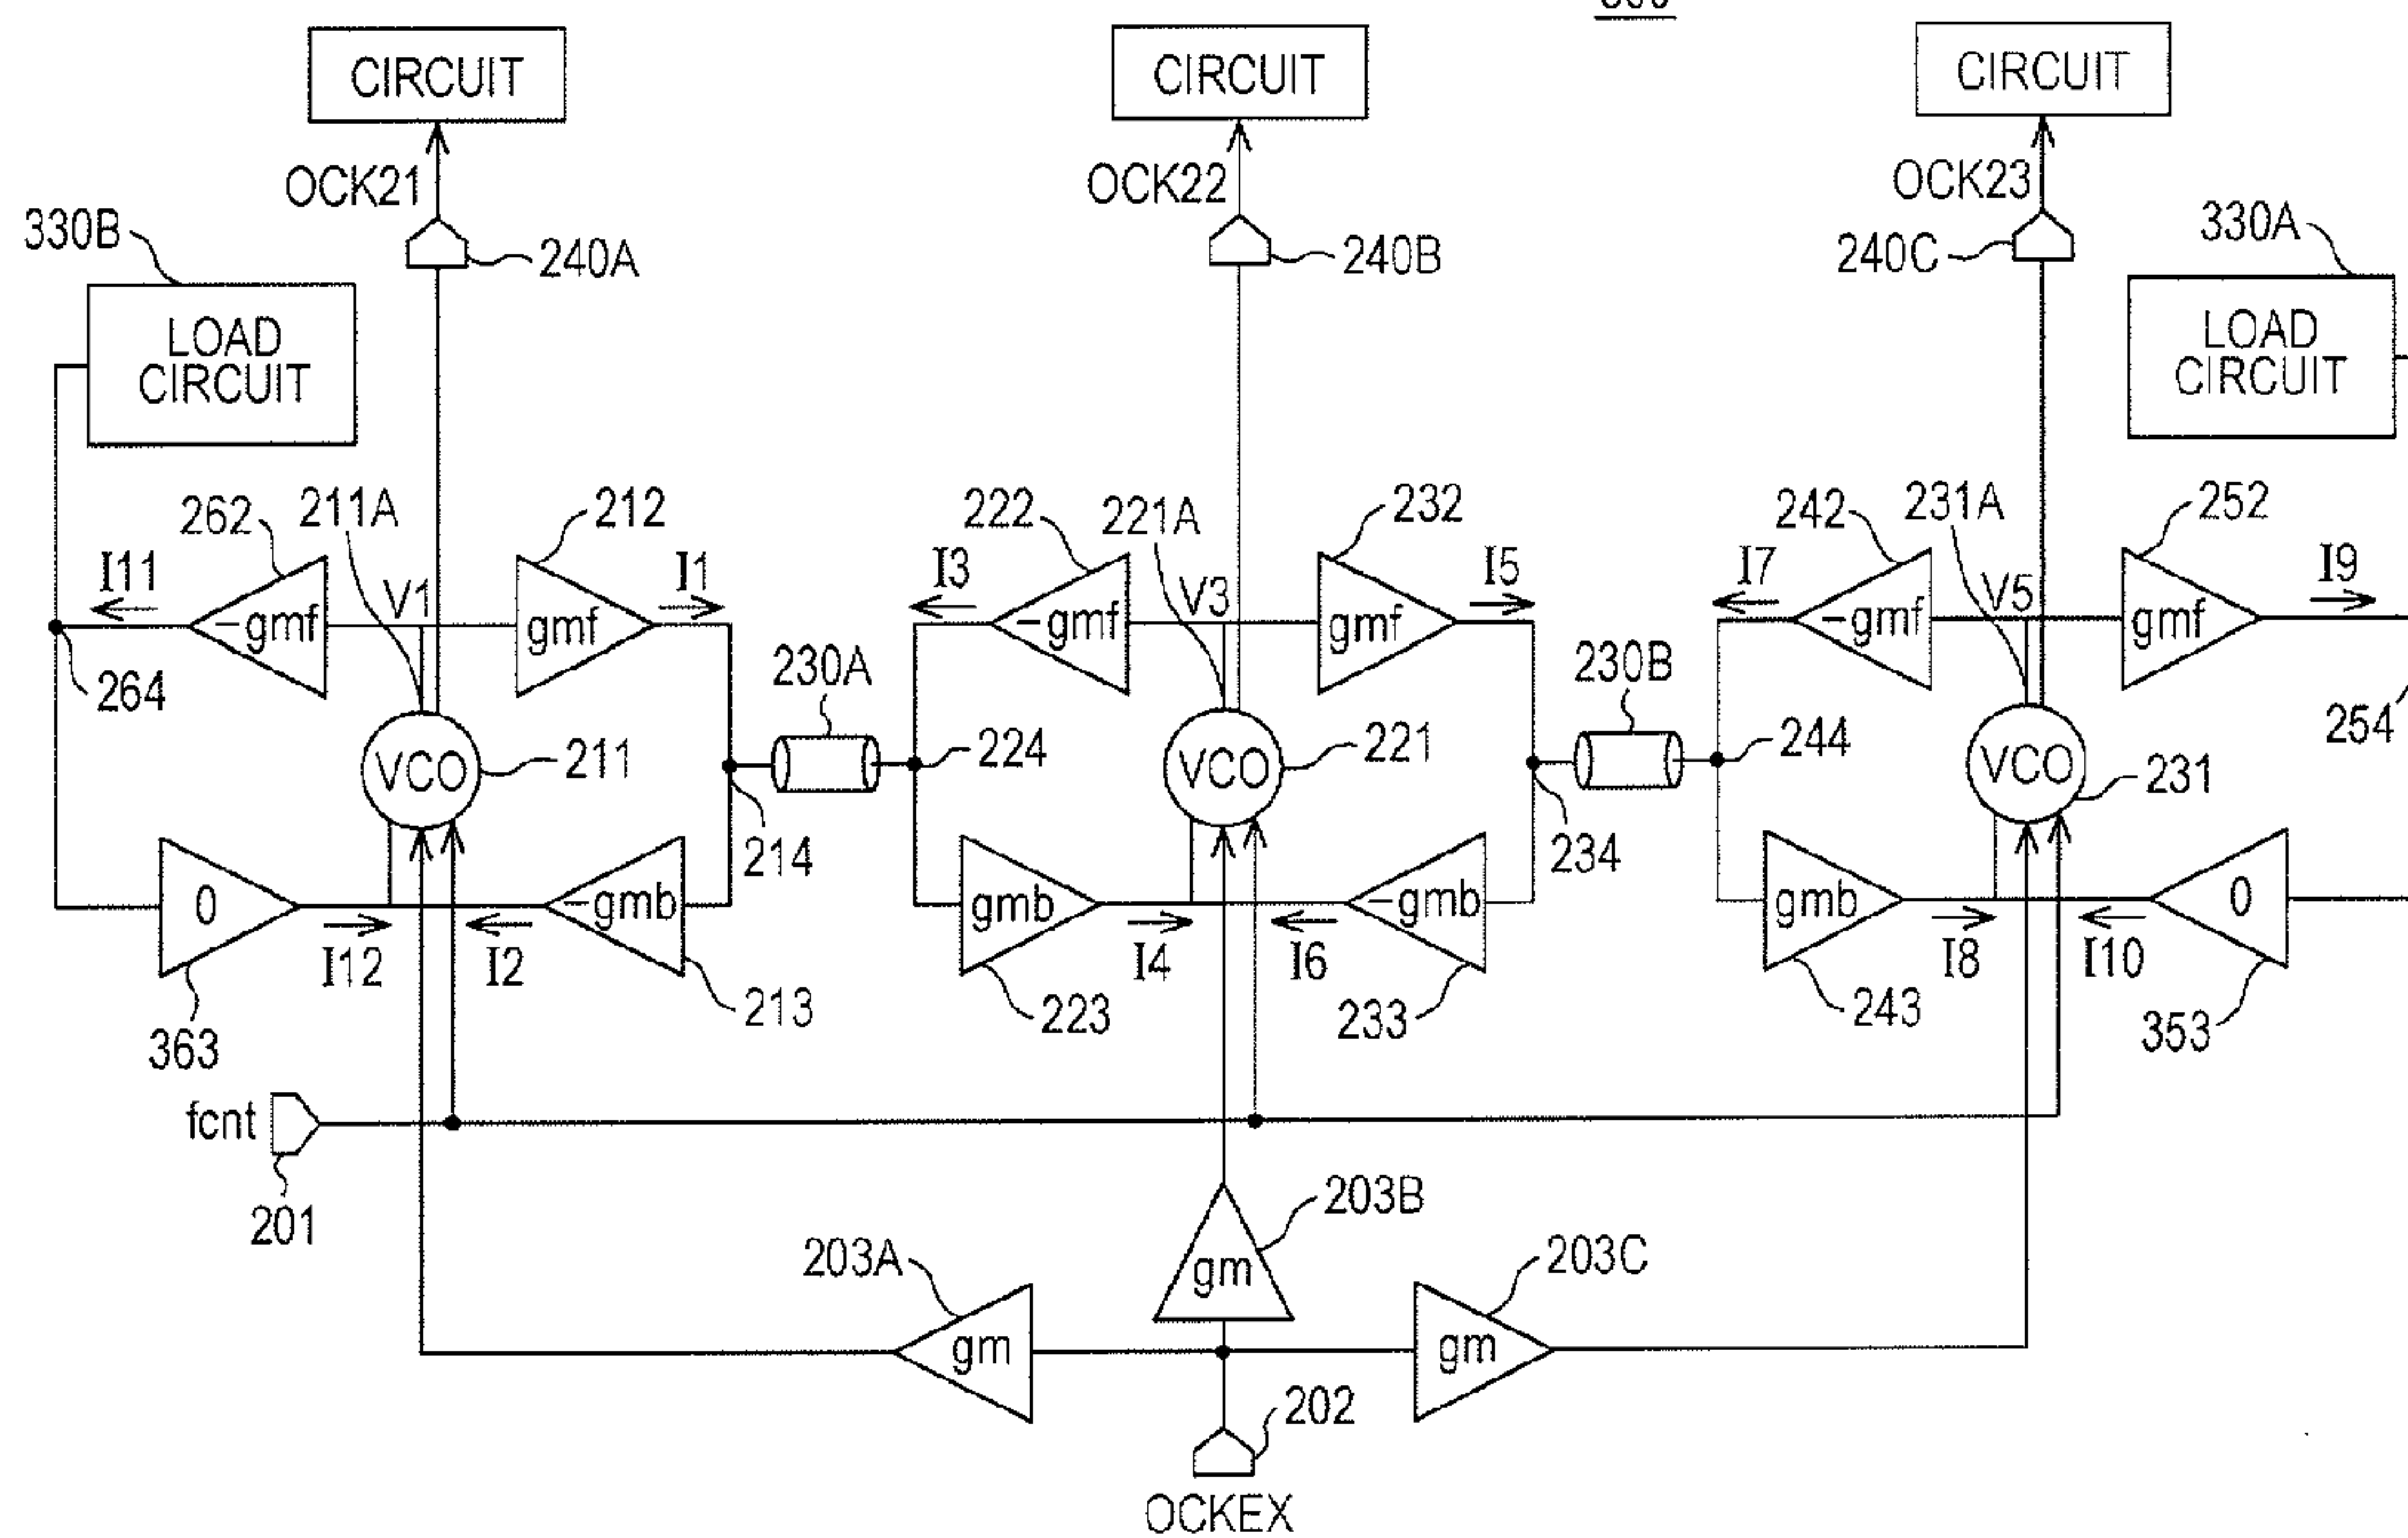 CIRCUIT
CIRCUIT
CIRCUIT
OCK21
OCK22
OCK23
330B
240A
240B
240C
330A
LOAD CIRCUIT
LOAD CIRCUIT
262
211A
212
222
221A
232
242
231A
252
I11
V1
I1
I3
V3
I5
I7
V5
I9
-gmf
gmf
-gmf
gmf
-gmf
gmf
264
230A
230B
254
VCO
211
224
VCO
221
244
VCO
231
214
234
0
-gmb
gmb
-gmb
gmb
0
I12
I2
I4
I6
I8
I10
363
213
223
233
243
353
fcnt
201
203B
gm
203A
203C
gm
gm
202
OCKEX